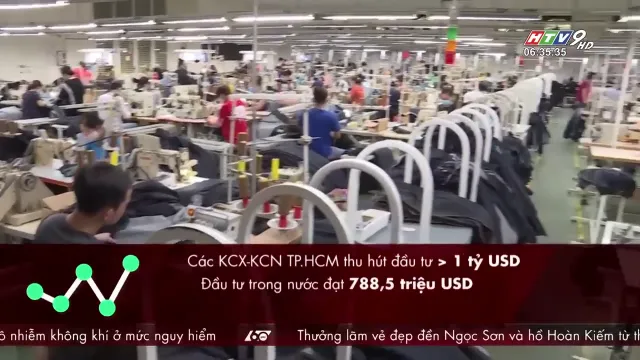 HTV9 HD
06:35:35
Các KCX-KCN TP.HCM thu hút đầu tư > 1 tỷ USD
Đầu tư trong nước đạt 788,5 triệu USD
ô nhiễm không khí ở mức nguy hiểm 60 Thưởng lãm vẻ đẹp đền Ngọc Sơn và hồ Hoàn Kiếm từ